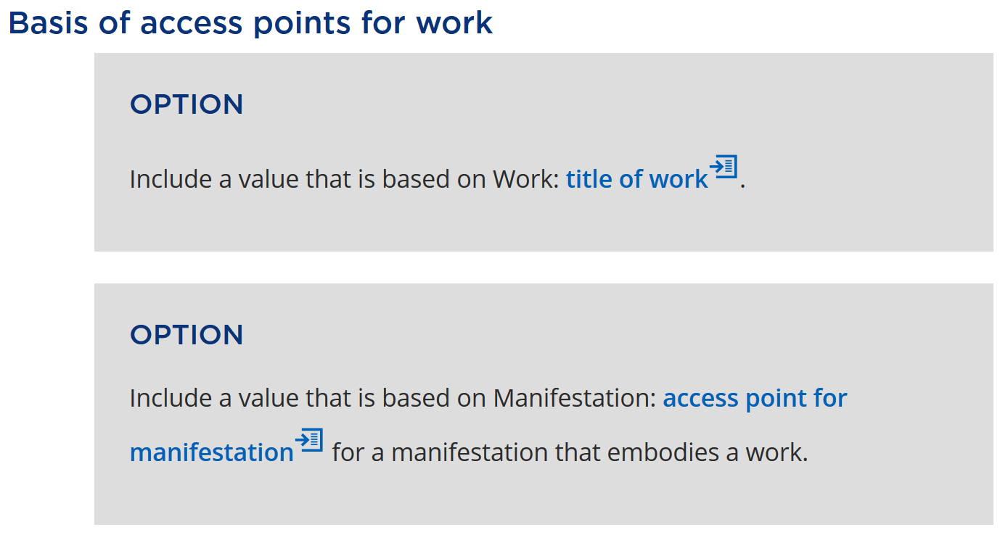 Basis of access points for work
OPTION
Include a value that is based on Work: title of work.
OPTION
Include a value that is based on Manifestation: access point for
manifestation for a manifestation that embodies a work.